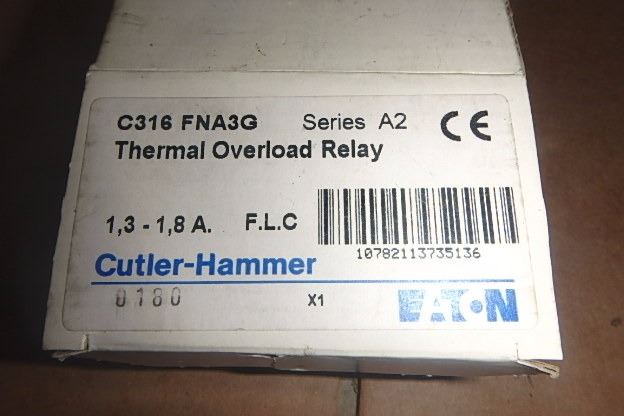 C316 FNA3G Series A2 CE
Thermal Overload Relay
1,3 - 1,8 A. F.L.C
10782113735136
Cutler-Hammer
0180 X1 EATON